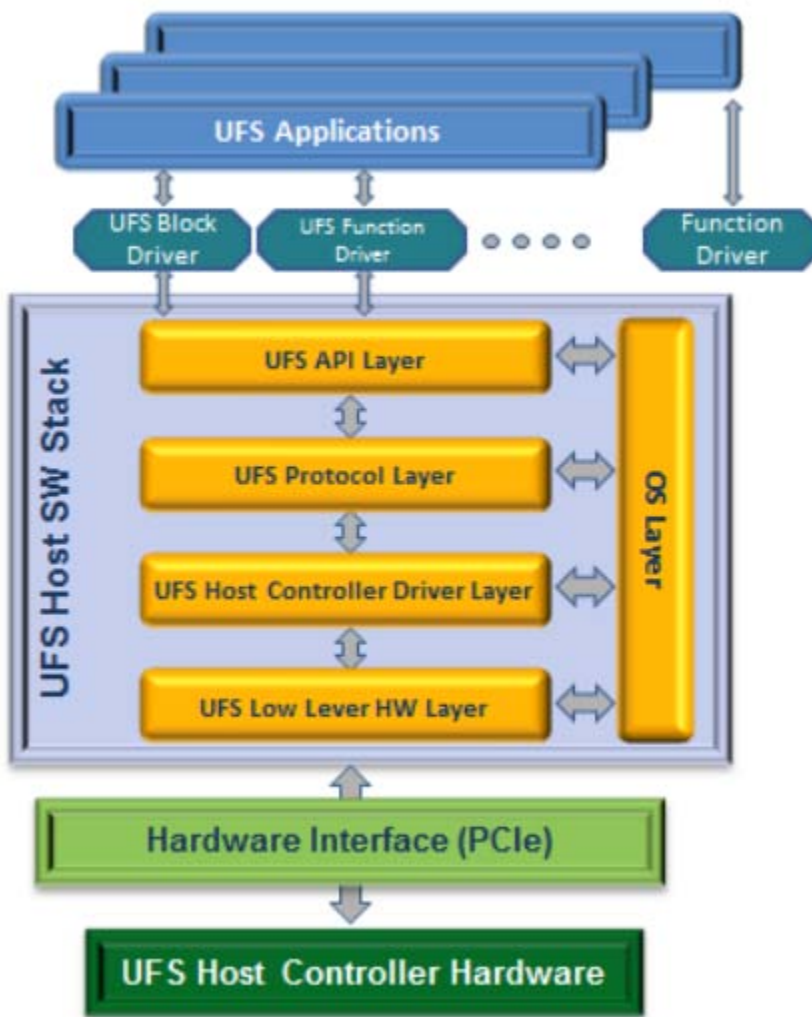 UFS Applications
UFS Block
Driver
UFS Function
Driver
Function
Driver
UFS Host SW Stack
UFS API Layer
UFS Protocol Layer
UFS Host Controller Driver Layer
UFS Low Lever HW Layer
OS Layer
Hardware Interface (PCIe)
UFS Host Controller Hardware